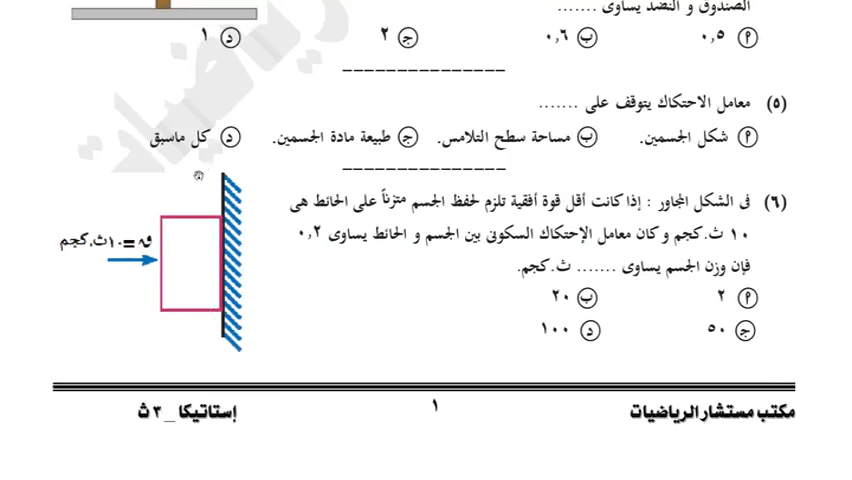 الصندوق و النضد يساوى .......
(أ) ٠,٥ (ب) ٠,٦ (ج) ٢ (د) ١
(٥) معامل الاحتكاك يتوقف على .......
(أ) شكل الجسمين. (ب) مساحة سطح التلامس. (ج) طبيعة مادة الجسمين. (د) كل ماسبق
(٦) فى الشكل المجاور : إذا كانت أقل قوة أفقية تلزم لحفظ الجسم متزناً على الحائط هى
١٠ ث.كجم و كان معامل الإحتكاك السكونى بين الجسم و الحائط يساوى ٠,٢
فإن وزن الجسم يساوى ....... ث.كجم.
(أ) ٢ (ب) ٢٠
(ج) ٥٠ (د) ١٠٠
ق = ١٠ ث.كجم
مكتب مستشار الرياضيات ١ إستاتيكا _ ٣ ث
رياضيات